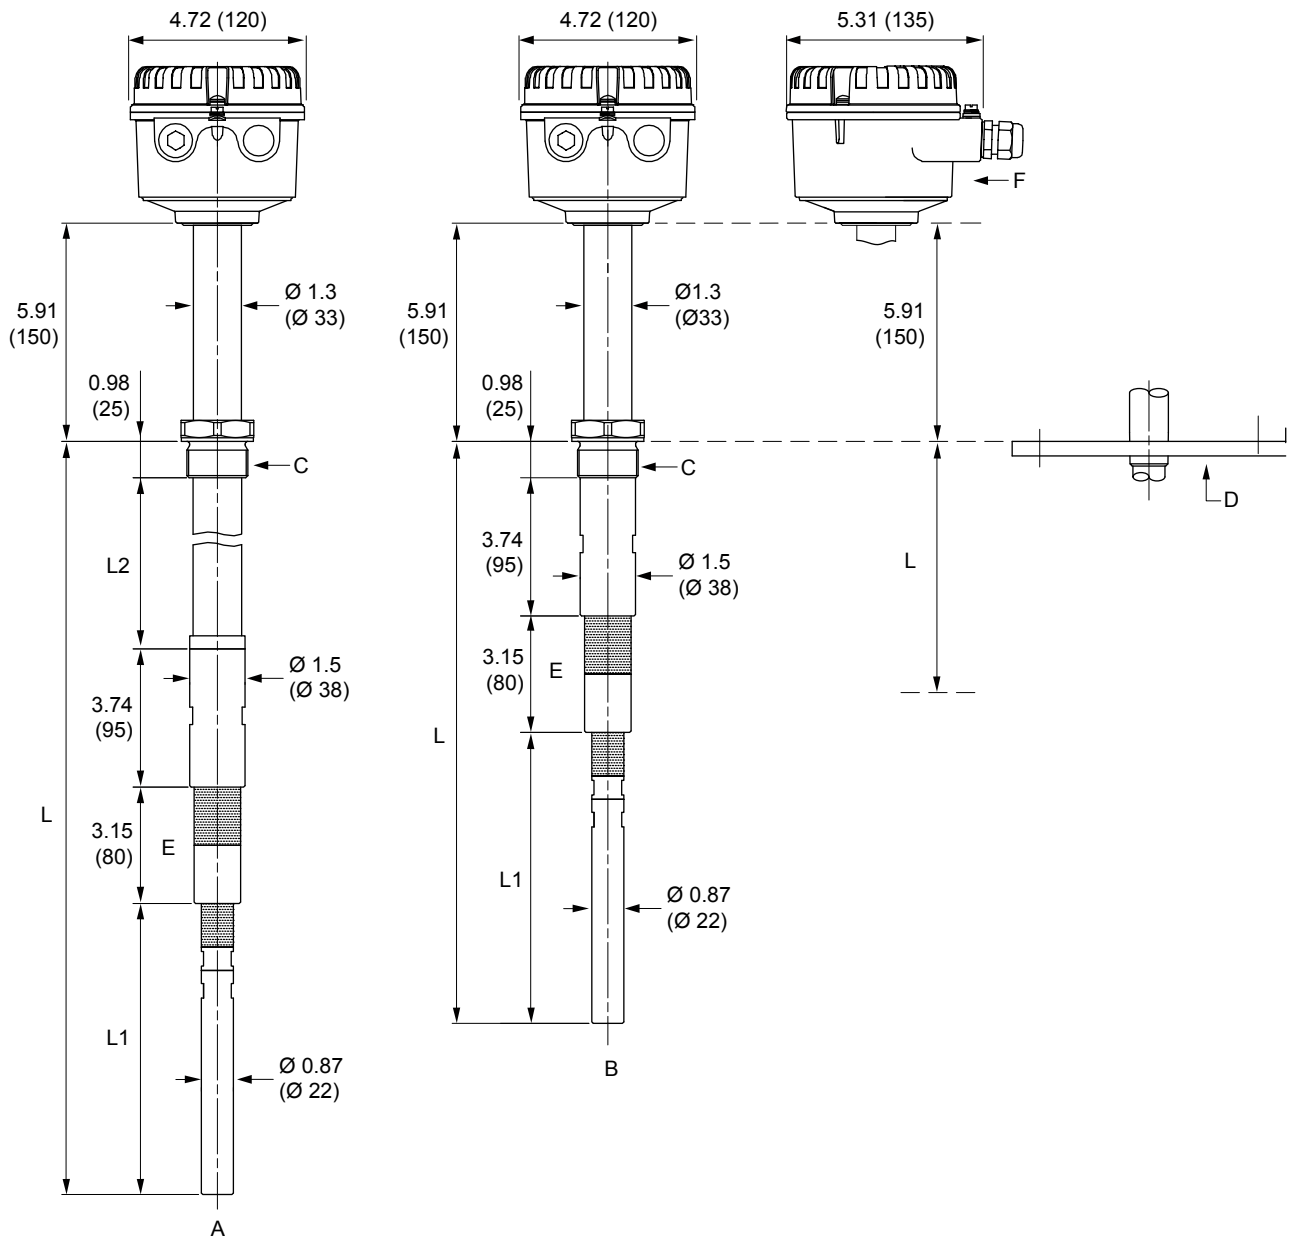 4.72 (120)
4.72 (120)
5.31 (135)
F
5.91
(150)
Ø 1.3
(Ø 33)
5.91
(150)
Ø1.3
(Ø33)
5.91
(150)
0.98
(25)
0.98
(25)
C
C
D
L2
3.74
(95)
Ø 1.5
(Ø 38)
L
Ø 1.5
(Ø 38)
3.15
(80)
E
3.74
(95)
L
L
3.15
(80)
E
L1
Ø 0.87
(Ø 22)
L1
Ø 0.87
(Ø 22)
B
A